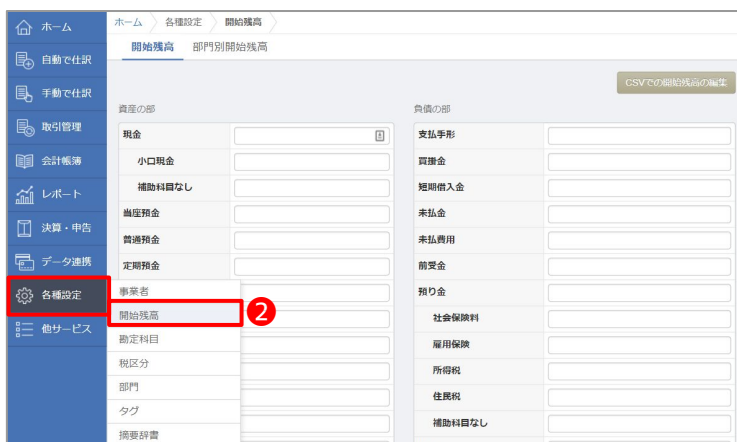 ホーム 各種設定 開始残高
ホーム
自動で仕訳
手動で仕訳
取引管理
会計帳簿
レポート
決算・申告
データ連携
各種設定
他サービス
開始残高 部門別開始残高
CSVでの開始残高の編集
資産の部
現金
小口現金
補助科目なし
当座預金
普通預金
定期預金
事業者
開始残高
2
勘定科目
税区分
部門
タグ
摘要辞書
負債の部
支払手形
買掛金
短期借入金
未払金
未払費用
前受金
預り金
社会保険料
雇用保険
所得税
住民税
補助科目なし